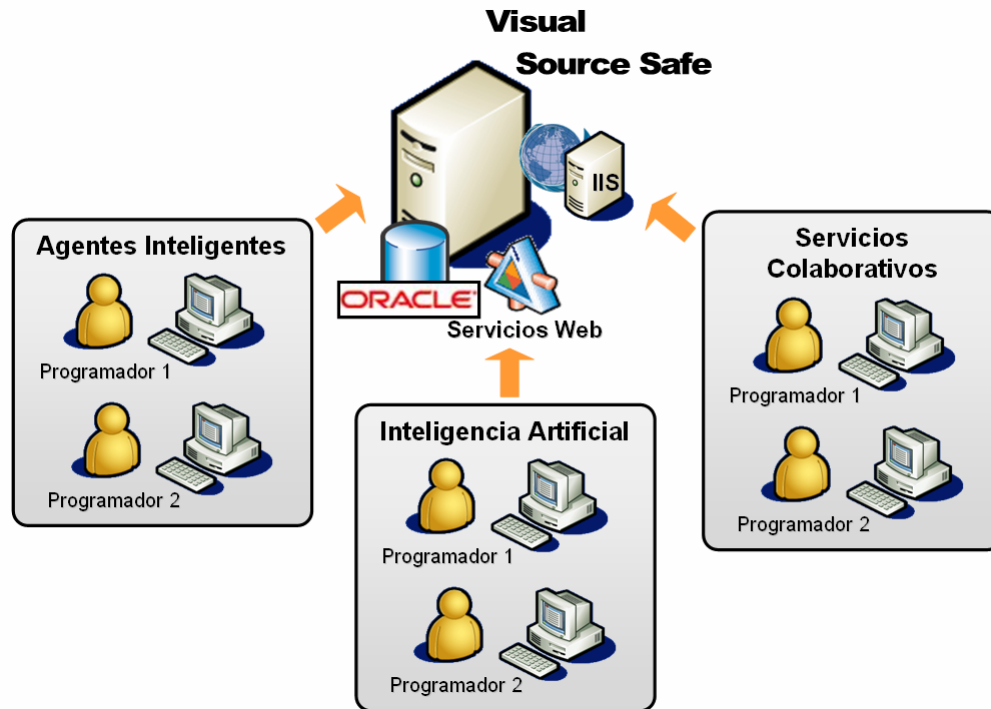 Visual
Source Safe
IIS
ORACLE
Servicios Web
Agentes Inteligentes
Programador 1
Programador 2
Inteligencia Artificial
Programador 1
Programador 2
Servicios
Colaborativos
Programador 1
Programador 2